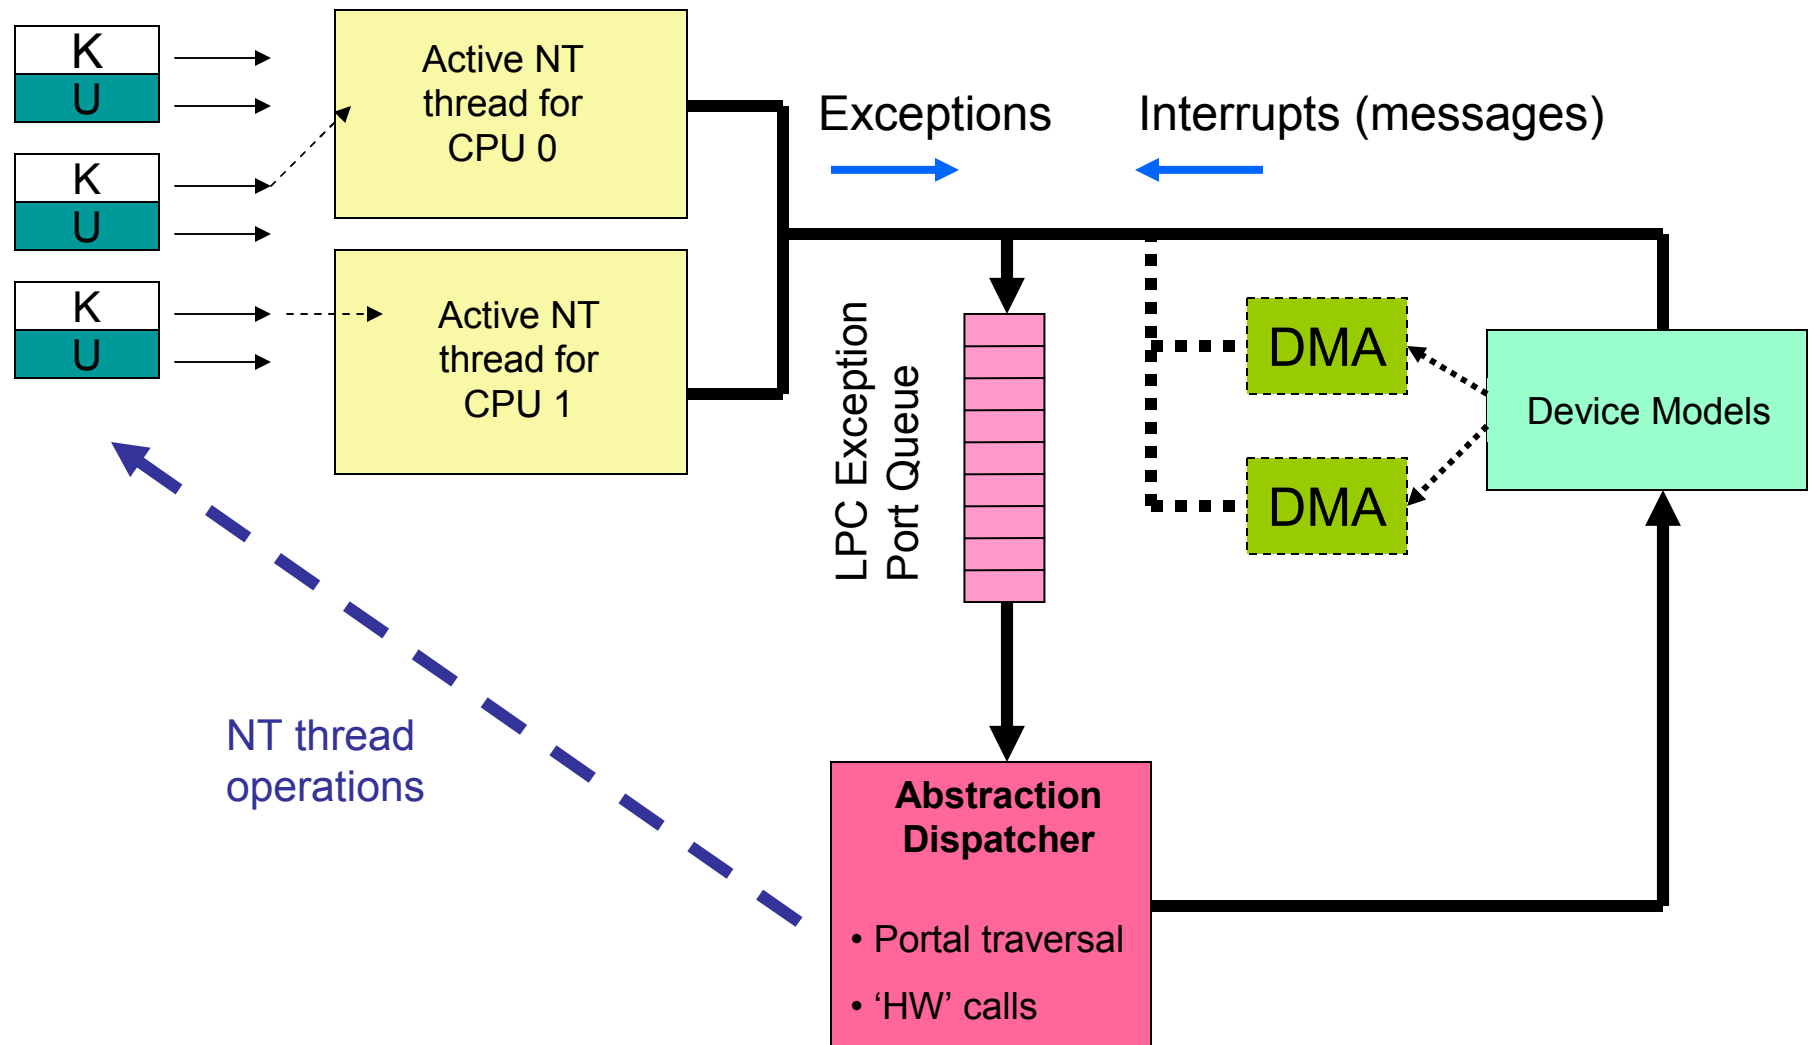 K
U
K
U
K
U
Active NT
thread for
CPU 0
Active NT
thread for
CPU 1
Exceptions
Interrupts (messages)
LPC Exception
Port Queue
DMA
DMA
Device Models
NT thread
operations
Abstraction
Dispatcher
• Portal traversal
• ‘HW’ calls